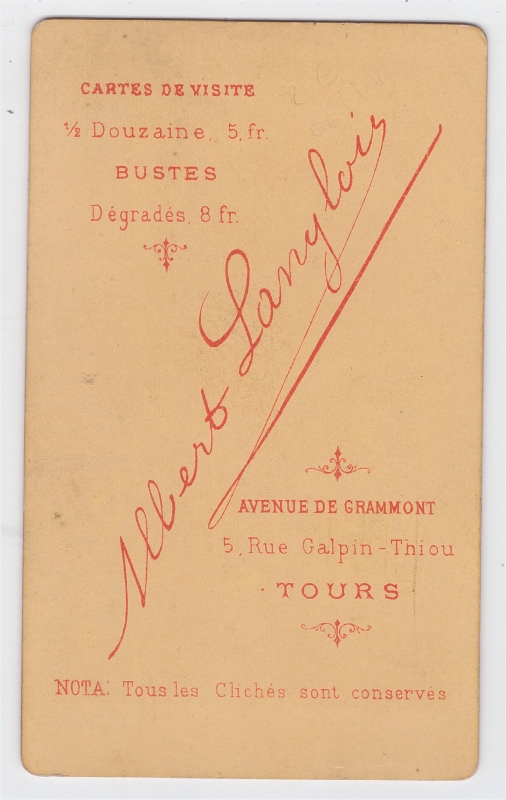 CARTES DE VISITE
½ Douzaine, 5, fr.
BUSTES
Dégradés. 8 fr.
Albert Langlois
AVENUE DE GRAMMONT
5, Rue Galpin-Thiou
TOURS
NOTA: Tous les Clichés sont conservés